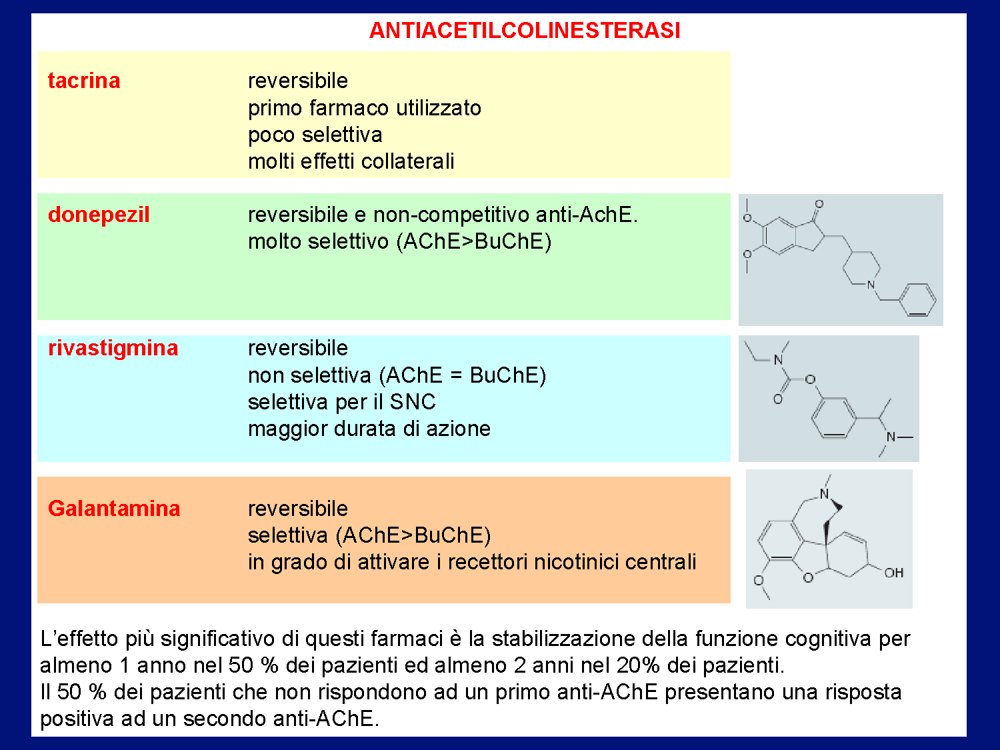 ANTIACETILCOLINESTERASI
tacrina reversibile
primo farmaco utilizzato
poco selettiva
molti effetti collaterali
donepezil reversibile e non-competitivo anti-AchE.
molto selettivo (AChE>BuChE)
O
O
O
N
rivastigmina reversibile
non selettiva (AChE = BuChE)
selettiva per il SNC
maggior durata di azione
N
O
O
N
Galantamina reversibile
selettiva (AChE>BuChE)
in grado di attivare i recettori nicotinici centrali
N
O
O
OH
L’effetto più significativo di questi farmaci è la stabilizzazione della funzione cognitiva per
almeno 1 anno nel 50 % dei pazienti ed almeno 2 anni nel 20% dei pazienti.
Il 50 % dei pazienti che non rispondono ad un primo anti-AChE presentano una risposta
positiva ad un secondo anti-AChE.